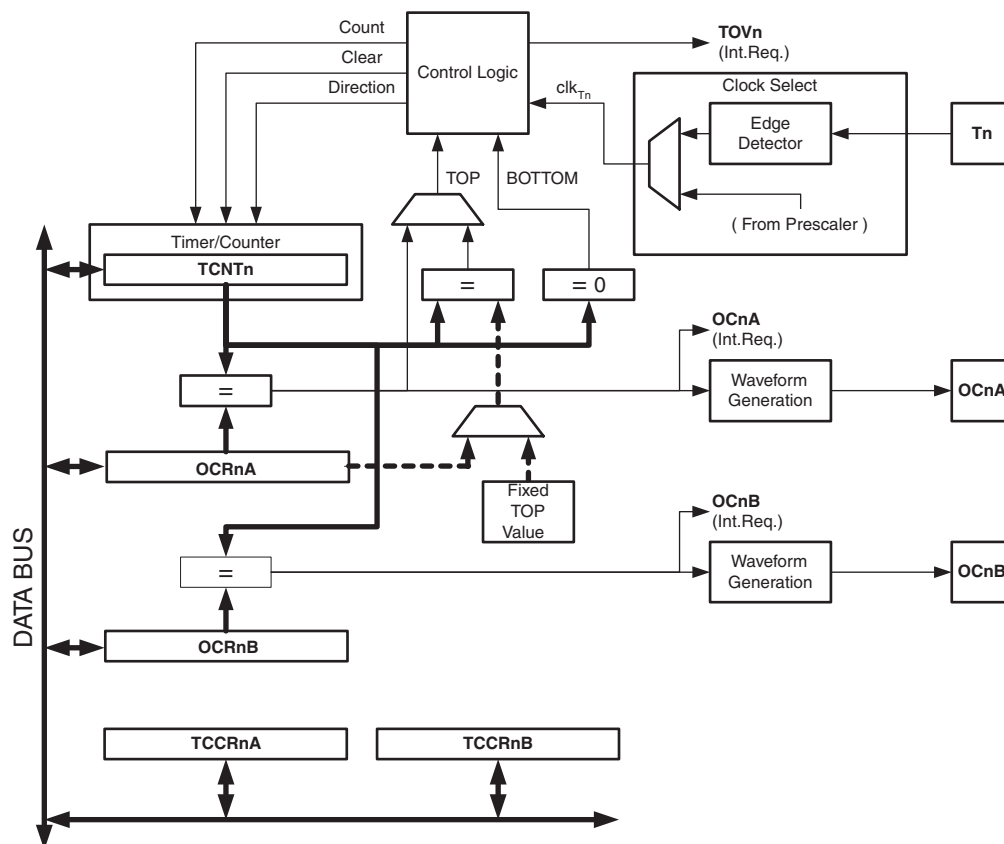 Count
Clear
Direction
Control Logic
TOVn
(Int.Req.)
clkTn
Clock Select
Edge
Detector
Tn
( From Prescaler )
TOP
BOTTOM
Timer/Counter
TCNTn
=
= 0
OCnA
(Int.Req.)
=
Waveform
Generation
OCnA
OCRnA
Fixed
TOP
Value
OCnB
(Int.Req.)
=
Waveform
Generation
OCnB
OCRnB
DATA BUS
TCCRnA
TCCRnB